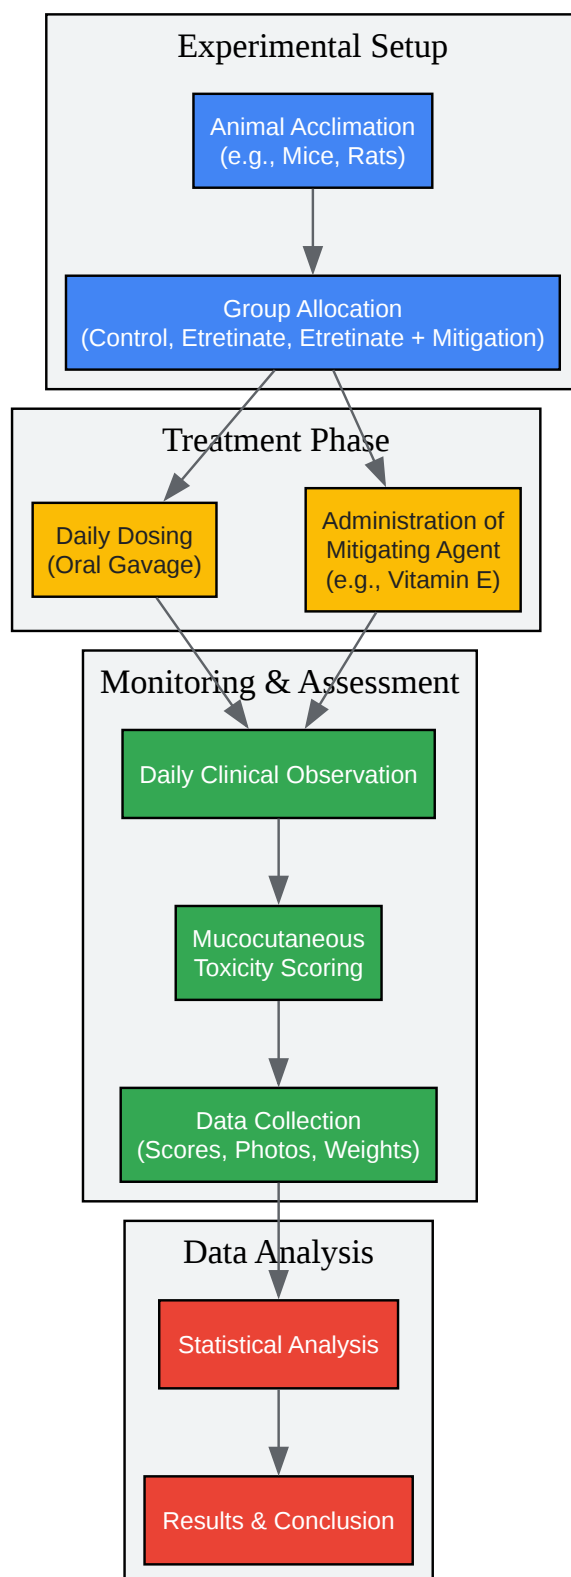 Experimental Setup
Animal Acclimation
(e.g., Mice, Rats)
Group Allocation
(Control, Etretinate, Etretinate + Mitigation)
Treatment Phase
Daily Dosing
(Oral Gavage)
Administration of
Mitigating Agent
(e.g., Vitamin E)
Monitoring & Assessment
Daily Clinical Observation
Mucocutaneous
Toxicity Scoring
Data Collection
(Scores, Photos, Weights)
Data Analysis
Statistical Analysis
Results & Conclusion